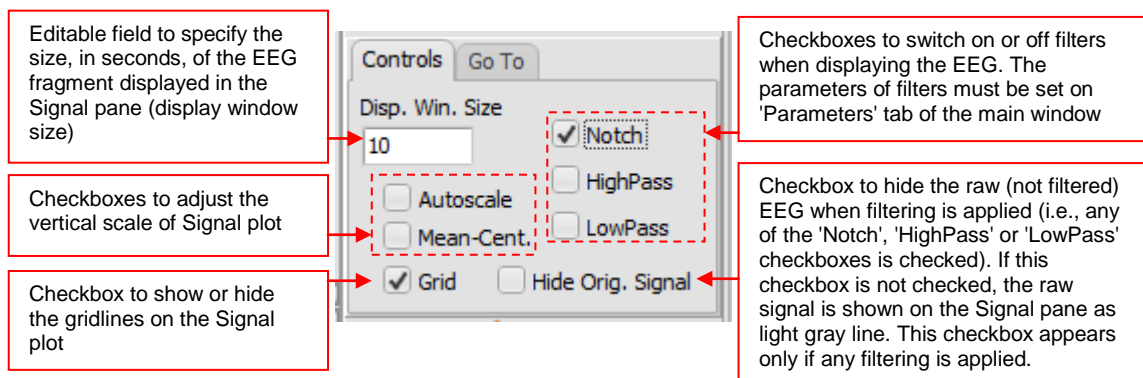 Editable field to specify the
size, in seconds, of the EEG
fragment displayed in the
Signal pane (display window
size)
Checkboxes to adjust the
vertical scale of Signal plot
Checkbox to show or hide
the gridlines on the Signal
plot
Controls Go To
Disp. Win. Size
10
Notch
HighPass
LowPass
Autoscale
Mean-Cent.
Grid Hide Orig. Signal
Checkboxes to switch on or off filters
when displaying the EEG. The
parameters of filters must be set on
'Parameters' tab of the main window
Checkbox to hide the raw (not filtered)
EEG when filtering is applied (i.e., any
of the 'Notch', 'HighPass' or 'LowPass'
checkboxes is checked). If this
checkbox is not checked, the raw
signal is shown on the Signal pane as
light gray line. This checkbox appears
only if any filtering is applied.